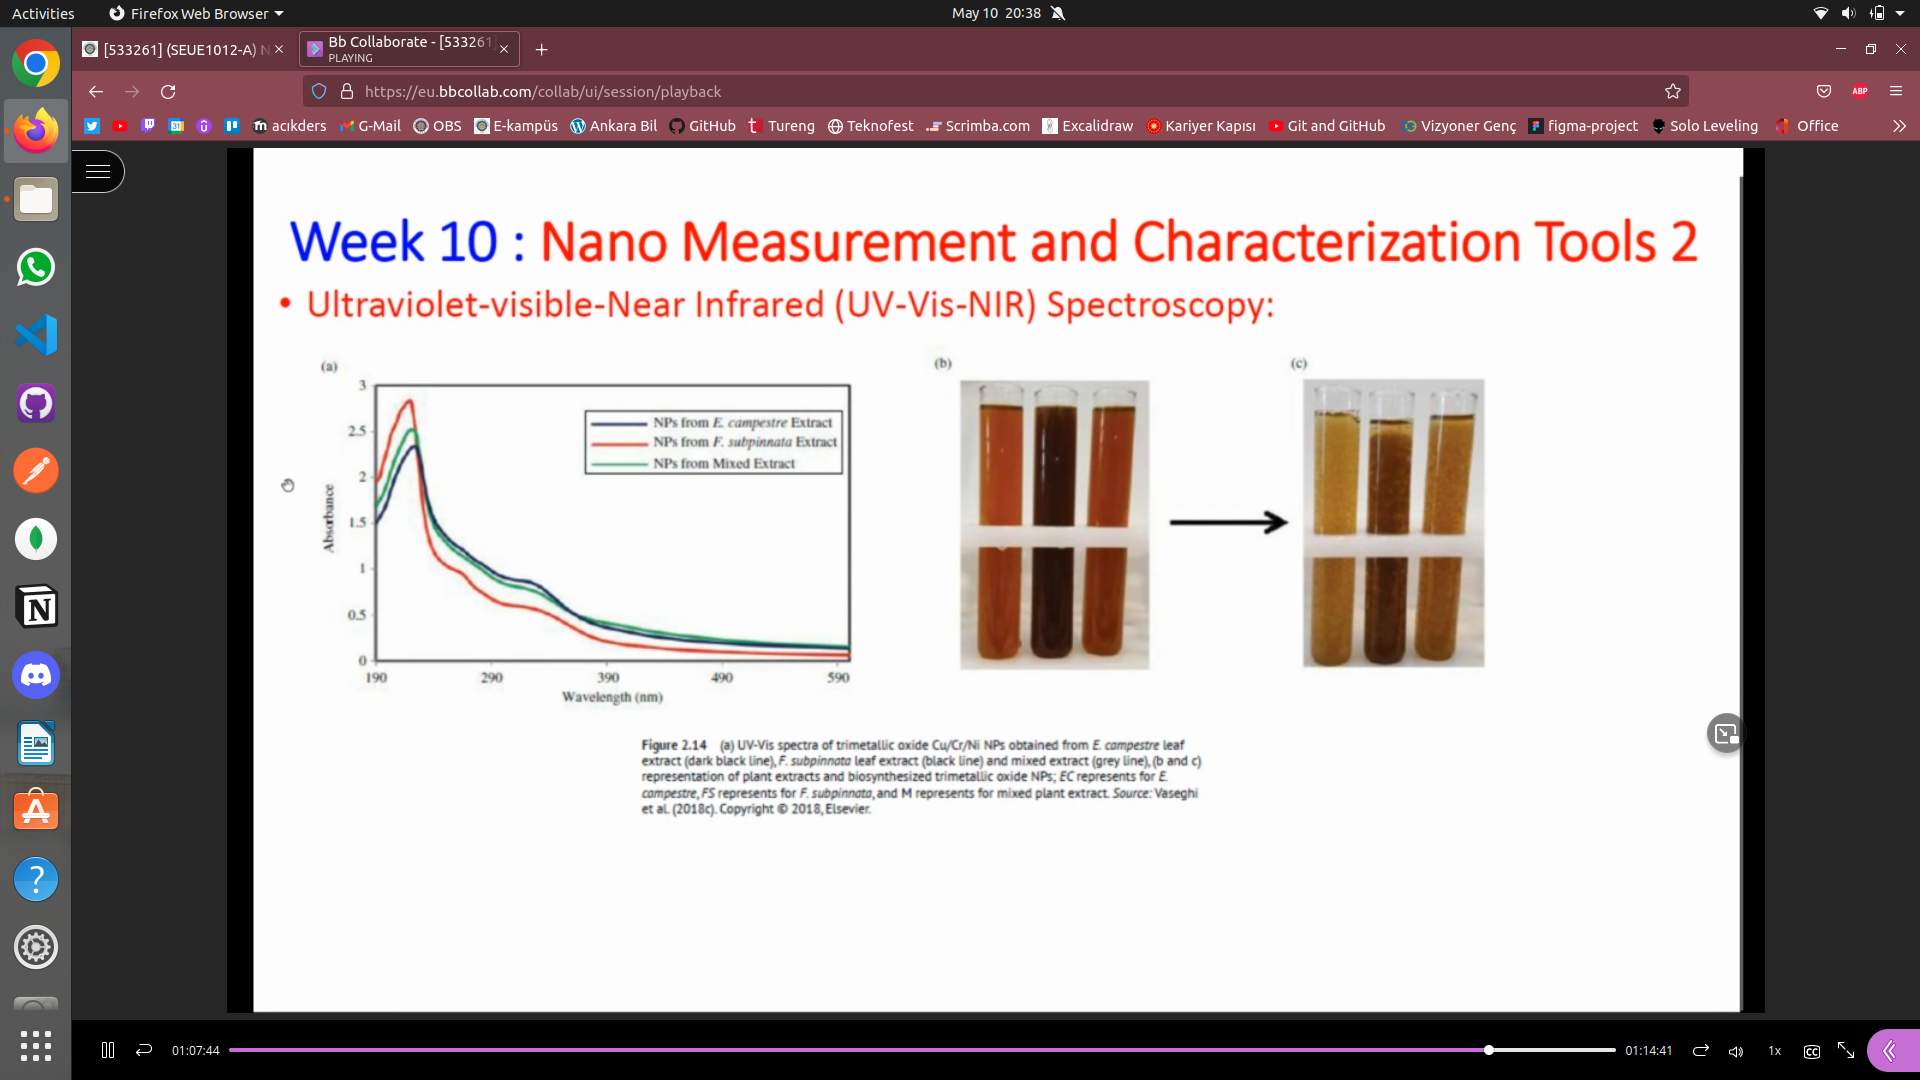 Activities
Firefox Web Browser
May 10 20:38
[533261] (SEUE1012-A) N
Bb Collaborate - [533261]
PLAYING
https://eu.bbcollab.com/collab/ui/session/playback
ABP
31
acıkders
G-Mail
OBS
E-kampüs
Ankara Bil
GitHub
Tureng
Teknofest
Scrimba.com
Excalidraw
Kariyer Kapısı
Git and GitHub
Vizyoner Genç
figma-project
Solo Leveling
Office
Week 10 : Nano Measurement and Characterization Tools 2
• Ultraviolet-visible-Near Infrared (UV-Vis-NIR) Spectroscopy:
(a)
3
2.5
2
1.5
1
0.5
0
Absorbance
190
290
390
490
590
Wavelength (nm)
NPs from E. campestre Extract
NPs from F. subpinnata Extract
NPs from Mixed Extract
(b)
(c)
Figure 2.14 (a) UV-Vis spectra of trimetallic oxide Cu/Cr/Ni NPs obtained from E. campestre leaf
extract (dark black line), F. subpinnata leaf extract (black line) and mixed extract (grey line), (b and c)
representation of plant extracts and biosynthesized trimetallic oxide NPs; EC represents for E.
campestre, FS represents for F. subpinnata, and M represents for mixed plant extract. Source: Vaseghi
et al. (2018c). Copyright © 2018, Elsevier.
01:07:44
01:14:41
1x
CC